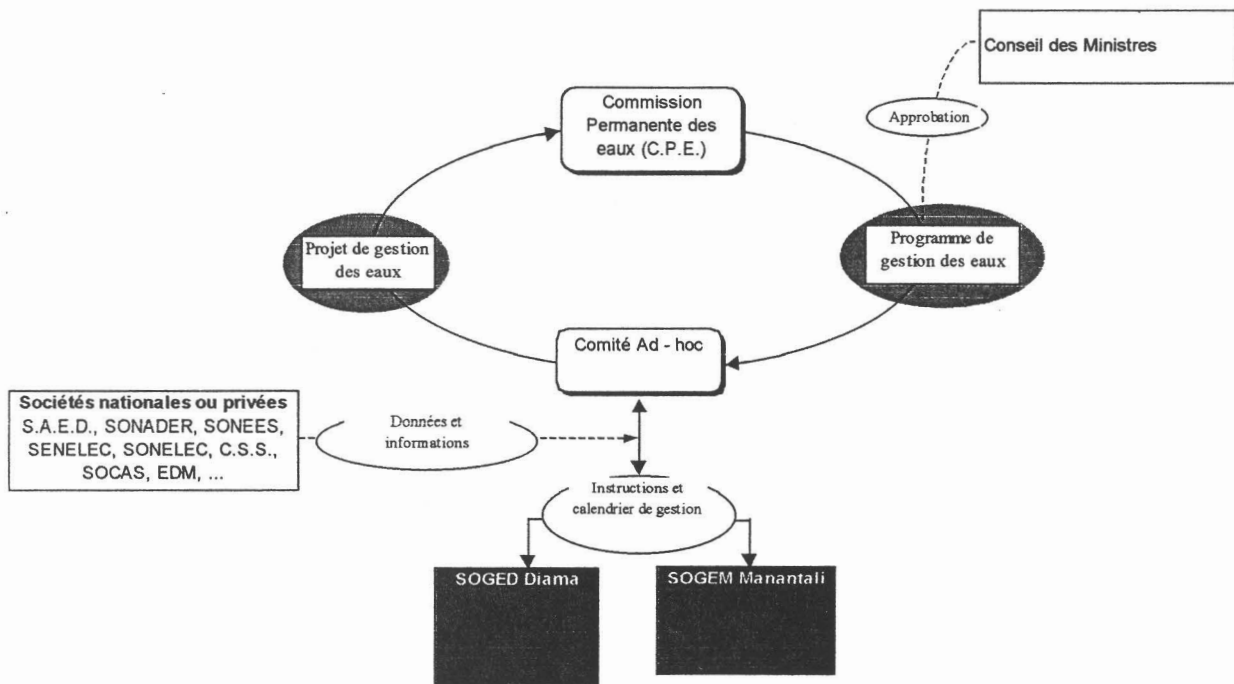 Conseil des Ministres
Approbation
Commission
Permanente des
eaux (C.P.E.)
Projet de gestion
des eaux
Programme de
gestion des eaux
Comité Ad - hoc
Sociétés nationales ou privées
S.A.E.D., SONADER, SONEES,
SENELEC, SONELEC, C.S.S.,
SOCAS, EDM, ...
Données et
informations
Instructions et
calendrier de gestion
SOGED Diama
SOGEM Manantali